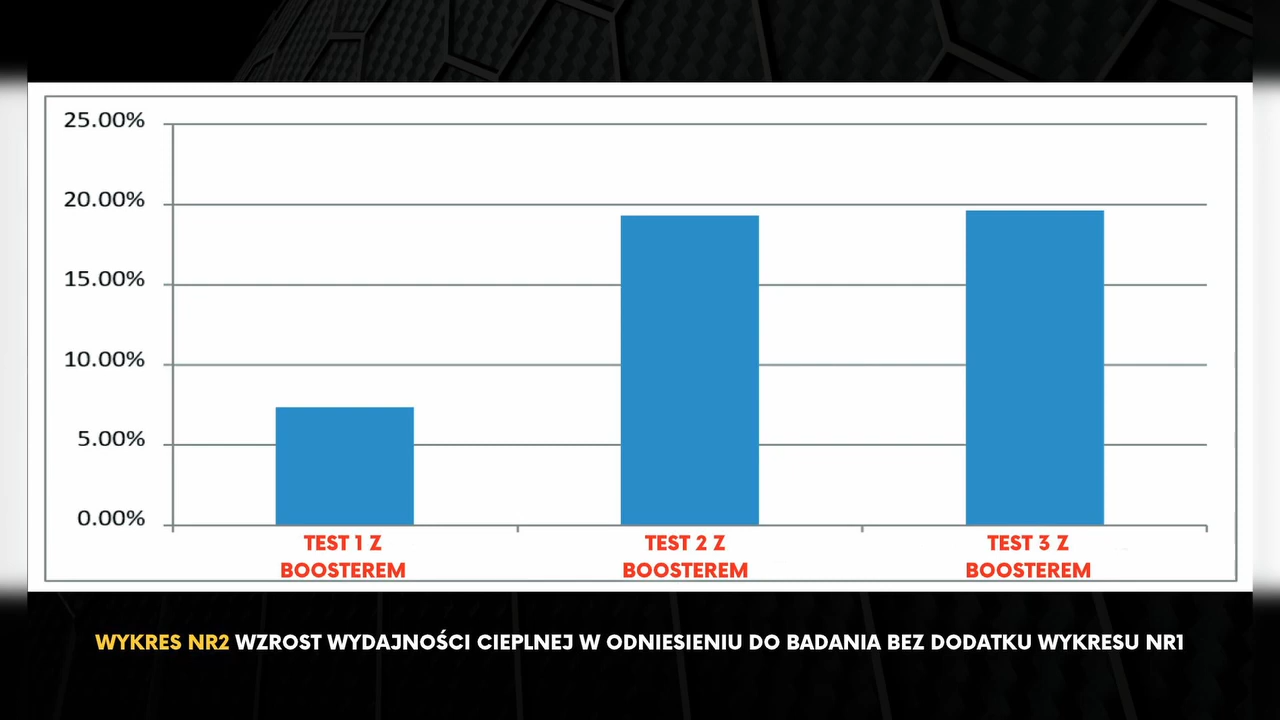 25.00%
20.00%
15.00%
10.00%
5.00%
0.00%
TEST 1 Z
BOOSTEREM
TEST 2 Z
BOOSTEREM
TEST 3 Z
BOOSTEREM
WYKRES NR2 WZROST WYDAJNOŚCI CIEPLNEJ W ODNIESIENIU DO BADANIA BEZ DODATKU WYKRESU NR1